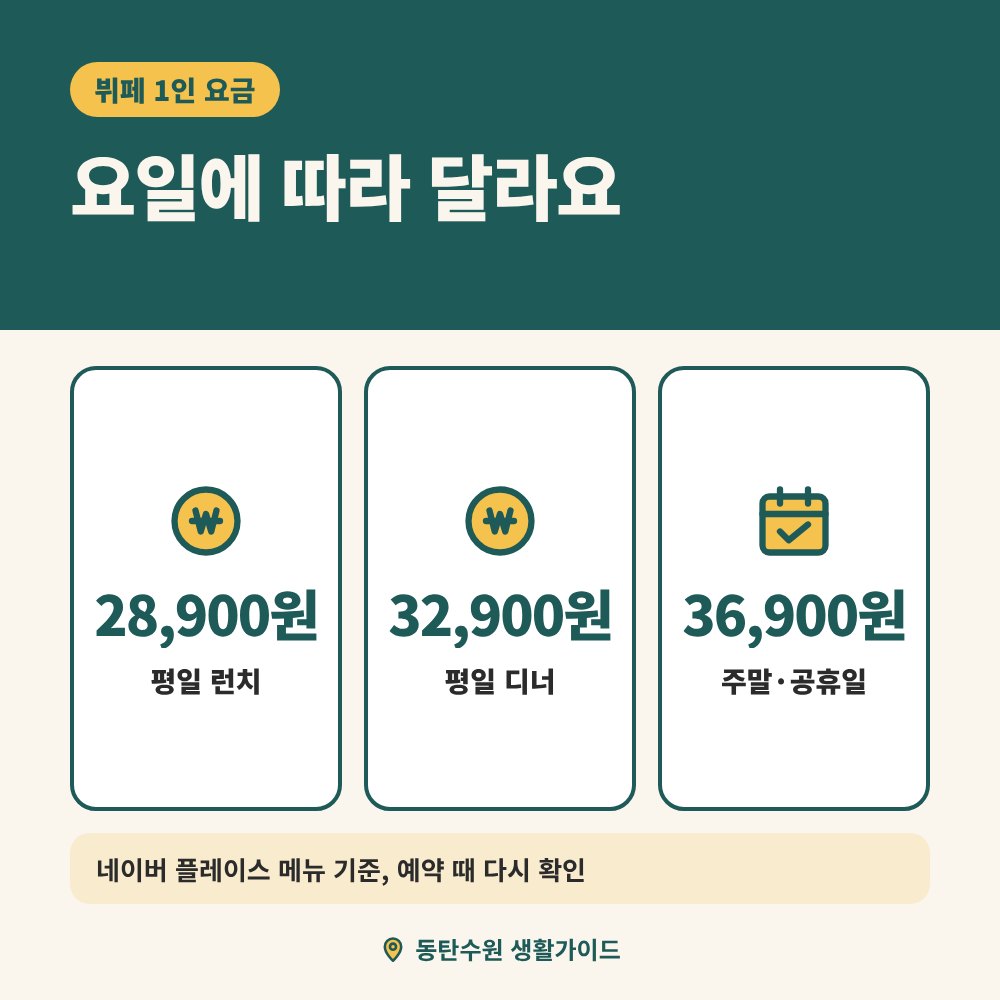 뷔페 1인 요금
요일에 따라 달라요
₩
28,900원
평일 런치
₩
32,900원
평일 디너
36,900원
주말·공휴일
네이버 플레이스 메뉴 기준, 예약 때 다시 확인
동탄수원 생활가이드